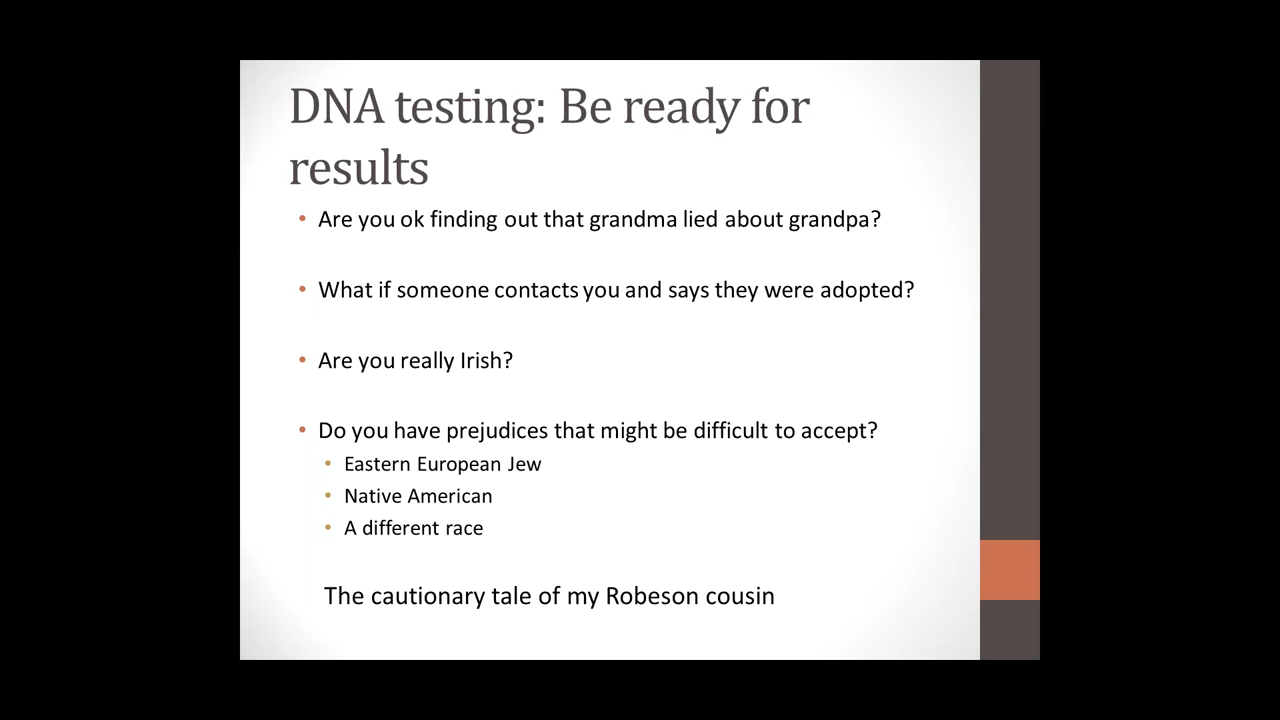 DNA testing: Be ready for
results
• Are you ok finding out that grandma lied about grandpa?
• What if someone contacts you and says they were adopted?
• Are you really Irish?
• Do you have prejudices that might be difficult to accept?
• Eastern European Jew
• Native American
• A different race
The cautionary tale of my Robeson cousin